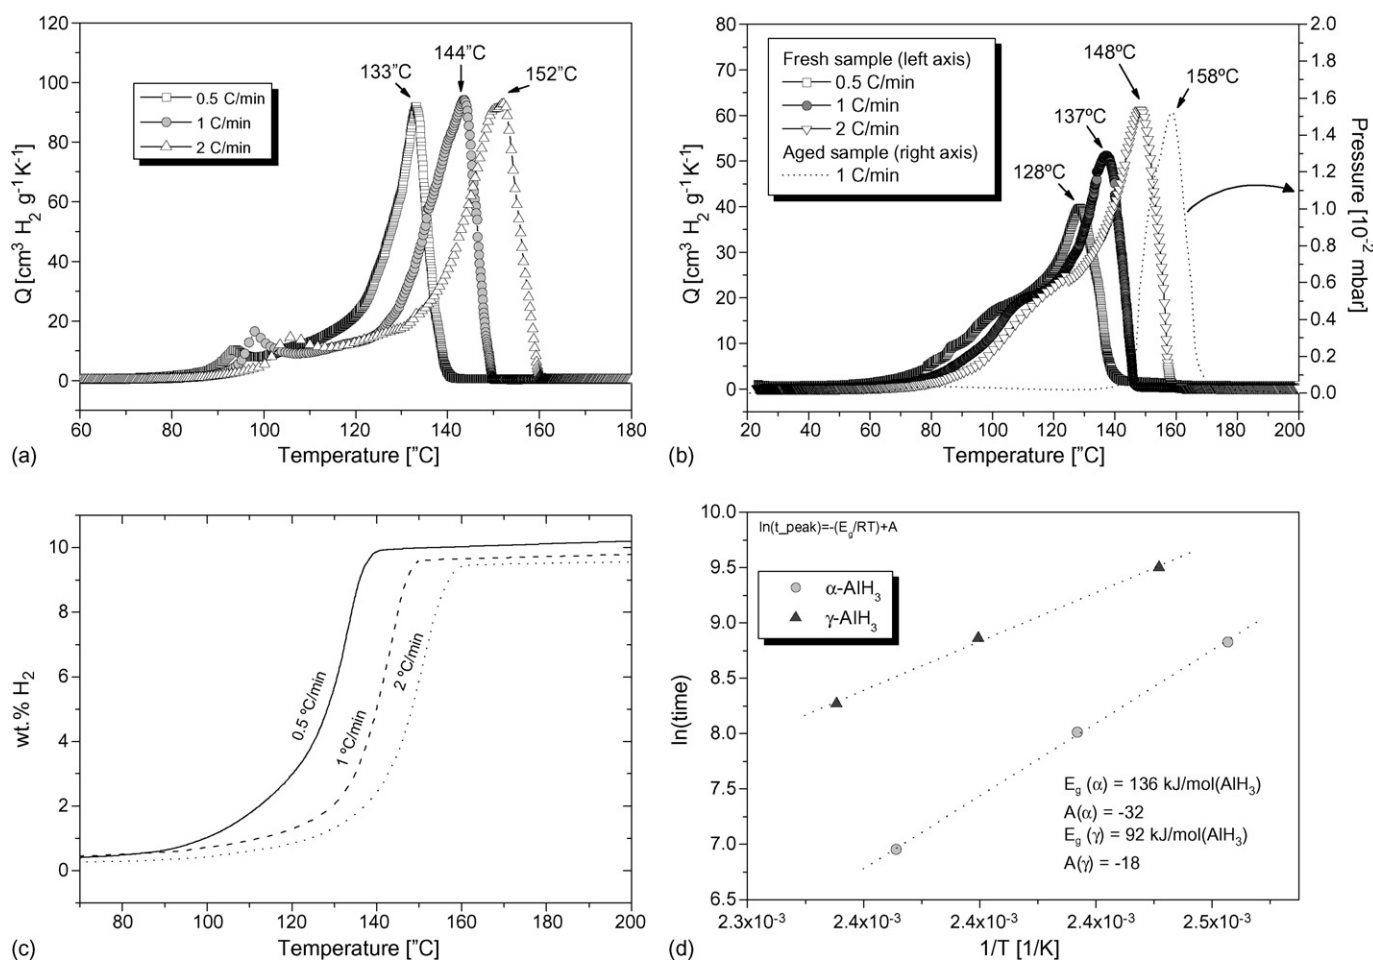 120
100
80
60
40
20
0
Q [cm³ H₂ g⁻¹K⁻¹]
0.5 C/min
1 C/min
2 C/min
133"C
144"C
152"C
60 80 100 120 140 160 180
(a) Temperature ["C]
80
70
60
50
40
30
20
10
0
Q [cm³ H₂ g⁻¹K⁻¹]
Fresh sample (left axis)
0.5 C/min
1 C/min
2 C/min
Aged sample (right axis)
1 C/min
128ºC
137ºC
148ºC
158ºC
2.0
1.8
1.6
1.4
1.2
1.0
0.8
0.6
0.4
0.2
0.0
Pressure [10⁻² mbar]
20 40 60 80 100 120 140 160 180 200
(b) Temperature ["C]
10
8
6
4
2
0
wt.% H₂
0.5 ºC/min
1 ºC/min
2 ºC/min
80 100 120 140 160 180 200
(c) Temperature ["C]
10.0
9.5
9.0
8.5
8.0
7.5
7.0
6.5
ln(time)
ln(t_peak)=-(E_g/RT)+A
α-AlH₃
γ-AlH₃
E_g (α) = 136 kJ/mol(AlH₃)
A(α) = -32
E_g (γ) = 92 kJ/mol(AlH₃)
A(γ) = -18
2.3x10⁻³ 2.4x10⁻³ 2.4x10⁻³ 2.4x10⁻³ 2.5x10⁻³
(d) 1/T [1/K]